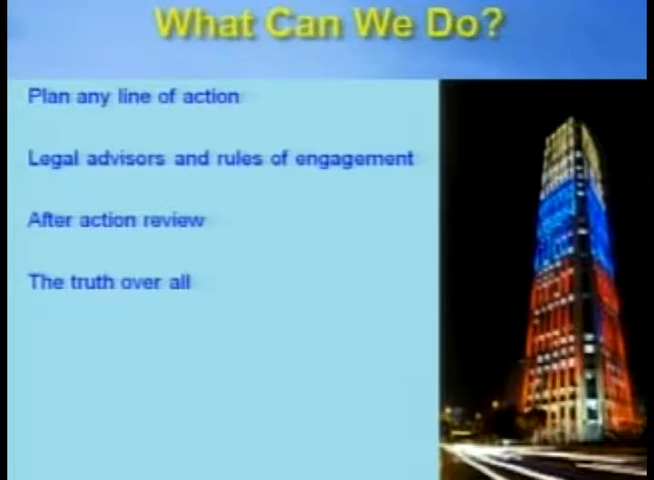 What Can We Do?
Plan any line of action
Legal advisors and rules of engagement
After action review
The truth over all